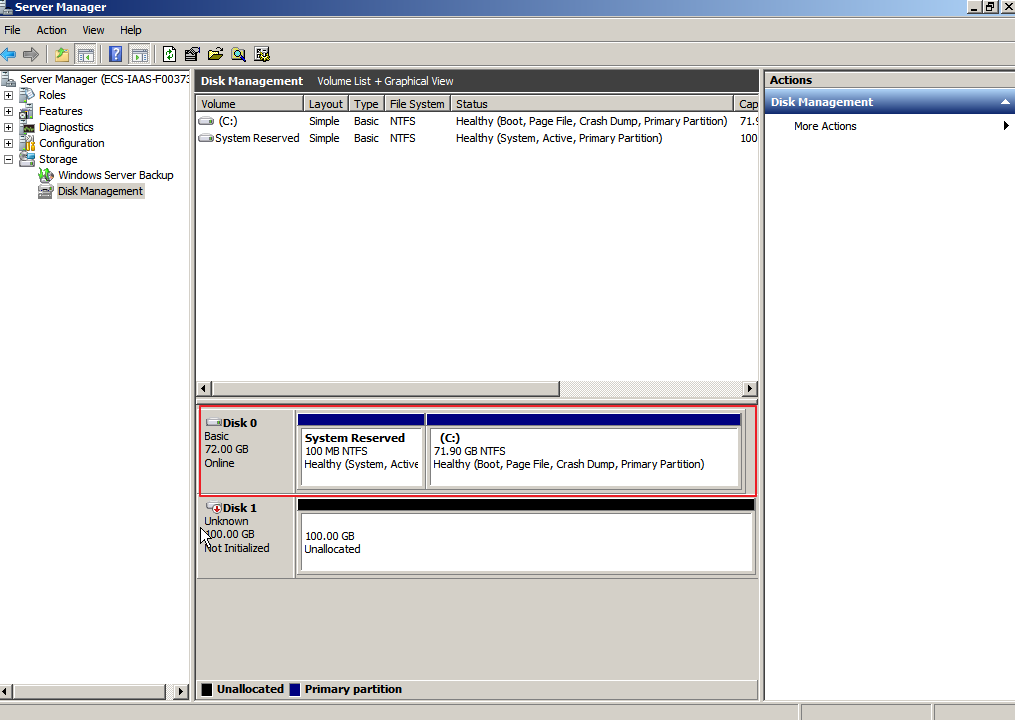 Server Manager
File Action View Help
Server Manager (ECS-IAAS-F00373
Roles
Features
Diagnostics
Configuration
Storage
Windows Server Backup
Disk Management
Disk Management Volume List + Graphical View
Volume Layout Type File System Status Cap
(C:) Simple Basic NTFS Healthy (Boot, Page File, Crash Dump, Primary Partition) 71.9
System Reserved Simple Basic NTFS Healthy (System, Active, Primary Partition) 100
Disk 0
Basic
72.00 GB
Online
System Reserved
100 MB NTFS
Healthy (System, Active
(C:)
71.90 GB NTFS
Healthy (Boot, Page File, Crash Dump, Primary Partition)
Disk 1
Unknown
100.00 GB
Not Initialized
100.00 GB
Unallocated
Unallocated Primary partition
Actions
Disk Management
More Actions